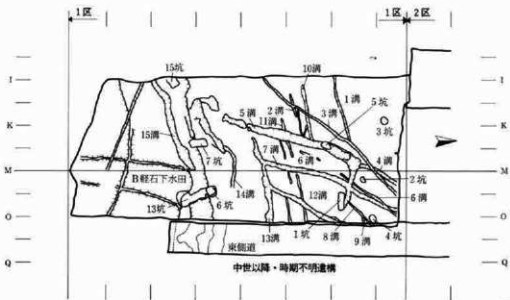 1区
1区 2区
15坑
10溝
I
I
2溝
1溝
3溝
5坑
5溝
11溝
K
3坑
K
15溝
7溝
6溝
4溝
7坑
M
B軽石下水田
2坑
M
14溝
12溝
6溝
13坑
6坑
O
13溝
1坑
8溝
9溝
4坑
O
東側道
Q
Q
中世以降・時期不明遺構